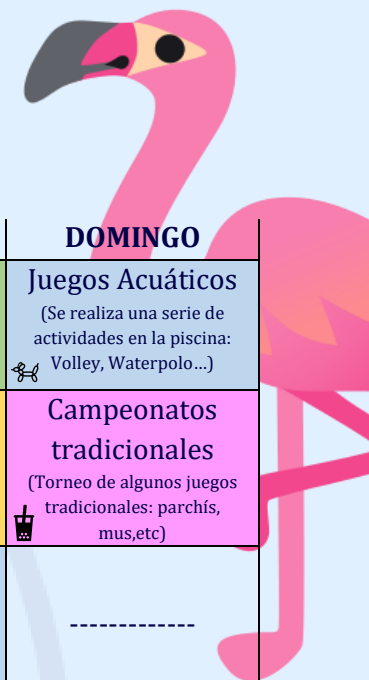 DOMINGO
Juegos Acuáticos
(Se realiza una serie de
actividades en la piscina:
Volley, Waterpolo...)
Campeonatos
tradicionales
(Torneo de algunos juegos
tradicionales: parchís,
mus,etc)
-------------